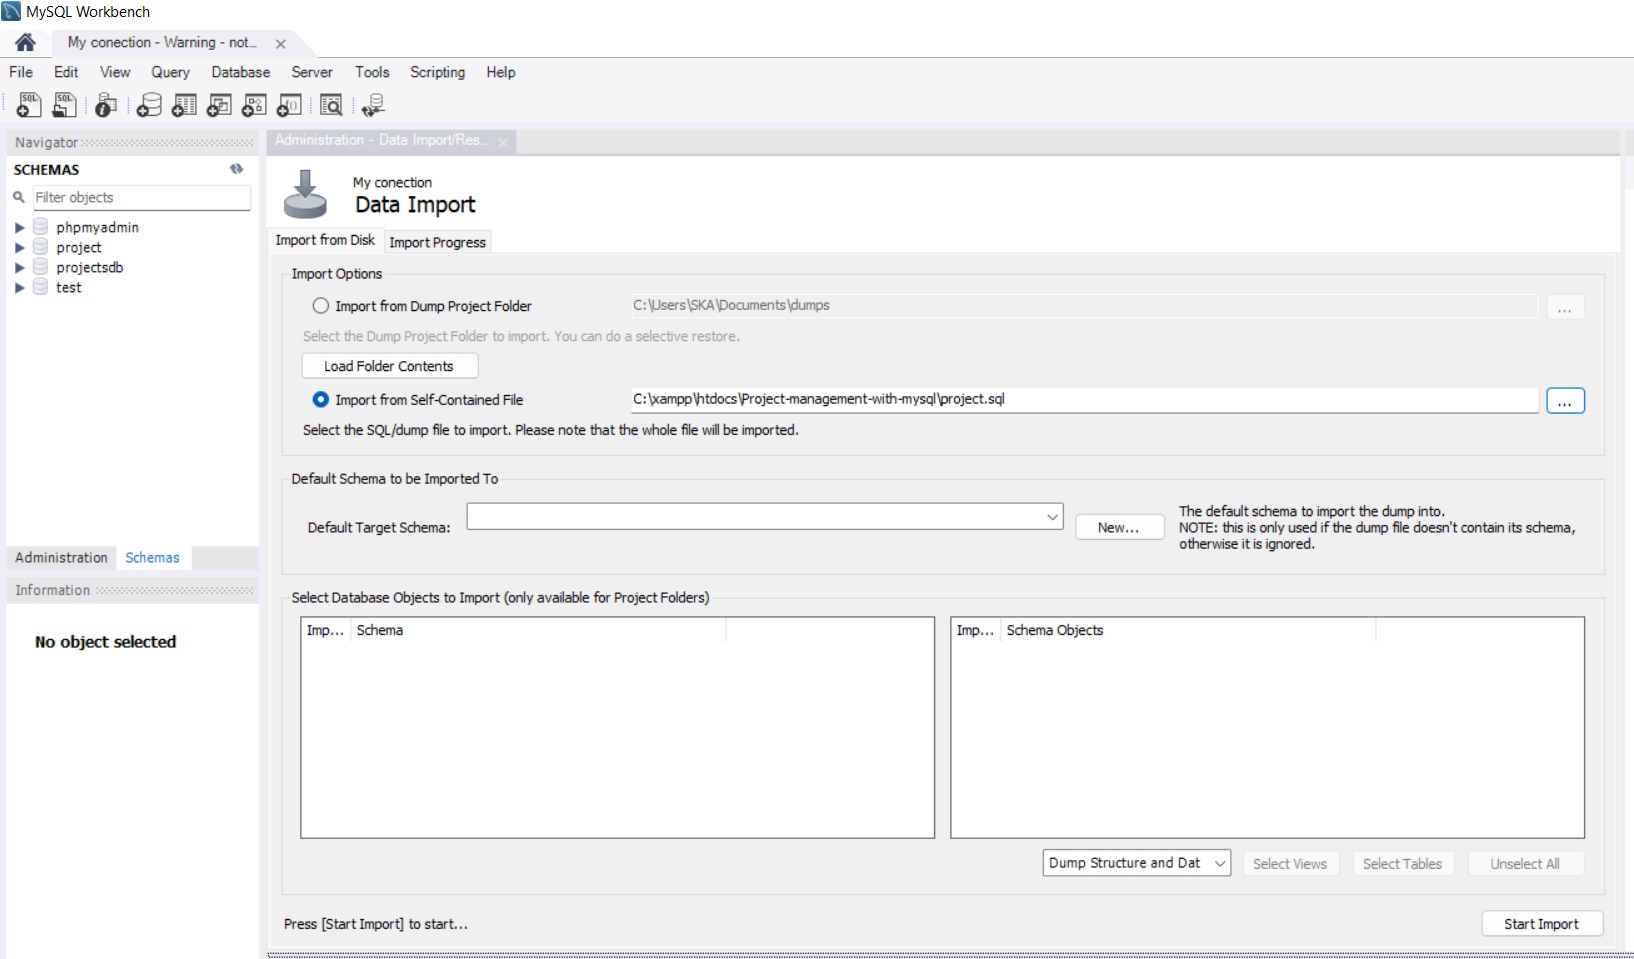 MySQL Workbench
My conection - Warning - not...
File Edit View Query Database Server Tools Scripting Help
SQL SQL
Navigator
SCHEMAS
Filter objects
phpmyadmin
project
projectsdb
test
Administration Schemas
Information
No object selected
Administration - Data Import/Res...
My conection
Data Import
Import from Disk Import Progress
Import Options
Import from Dump Project Folder C:\Users\SKA\Documents\dumps ...
Select the Dump Project Folder to import. You can do a selective restore.
Load Folder Contents
Import from Self-Contained File C:\xampp\htdocs\Project-management-with-mysql\project.sql ...
Select the SQL/dump file to import. Please note that the whole file will be imported.
Default Schema to be Imported To
Default Target Schema: New...
The default schema to import the dump into.
NOTE: this is only used if the dump file doesn't contain its schema,
otherwise it is ignored.
Select Database Objects to Import (only available for Project Folders)
Imp... Schema
Imp... Schema Objects
Dump Structure and Dat Select Views Select Tables Unselect All
Press [Start Import] to start...
Start Import